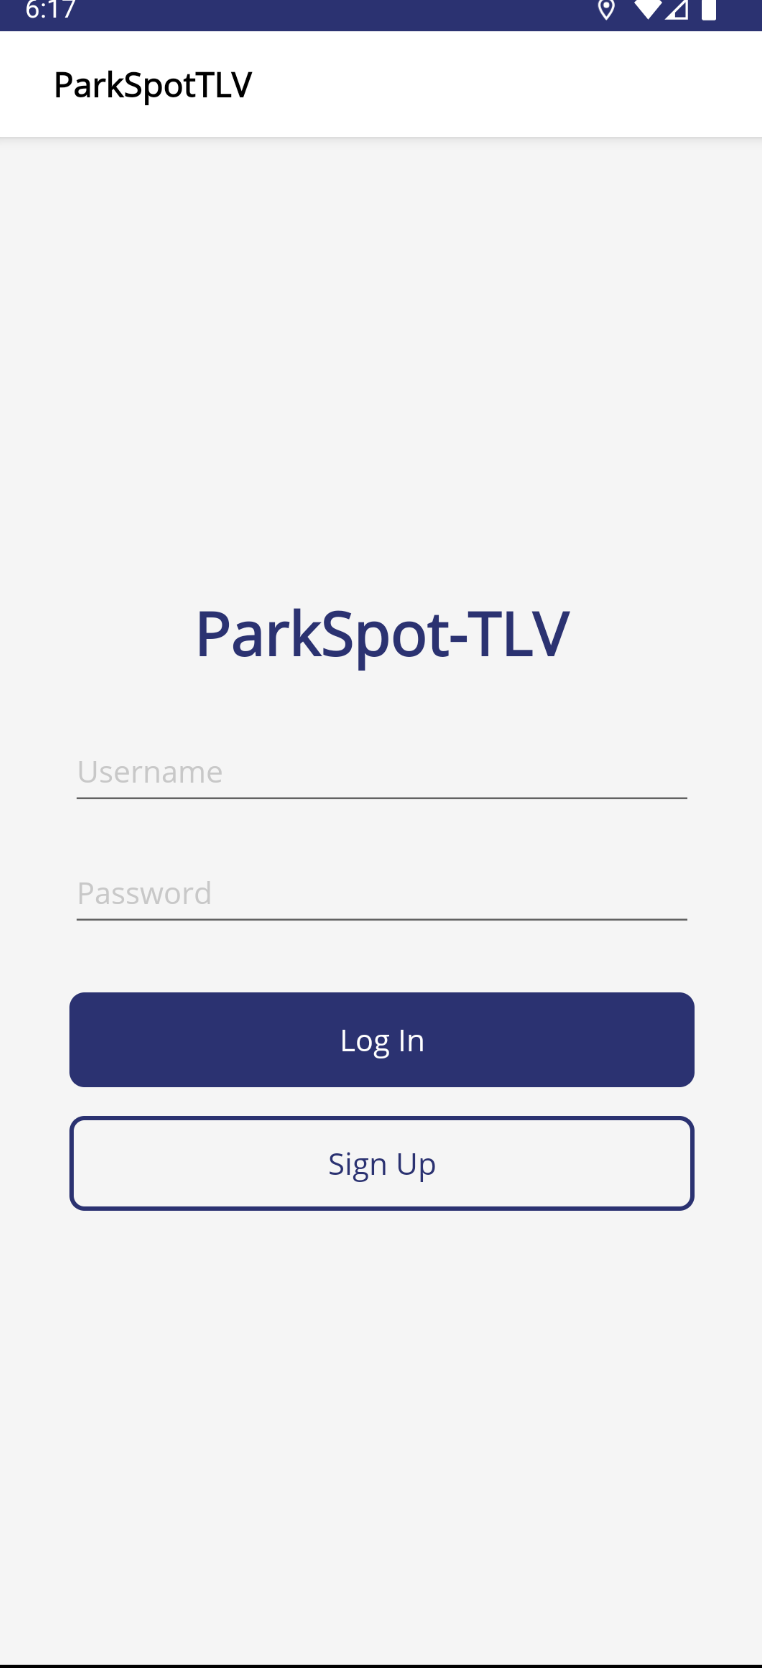 6:17
ParkSpotTLV
ParkSpot-TLV
Username
Password
Log In
Sign Up